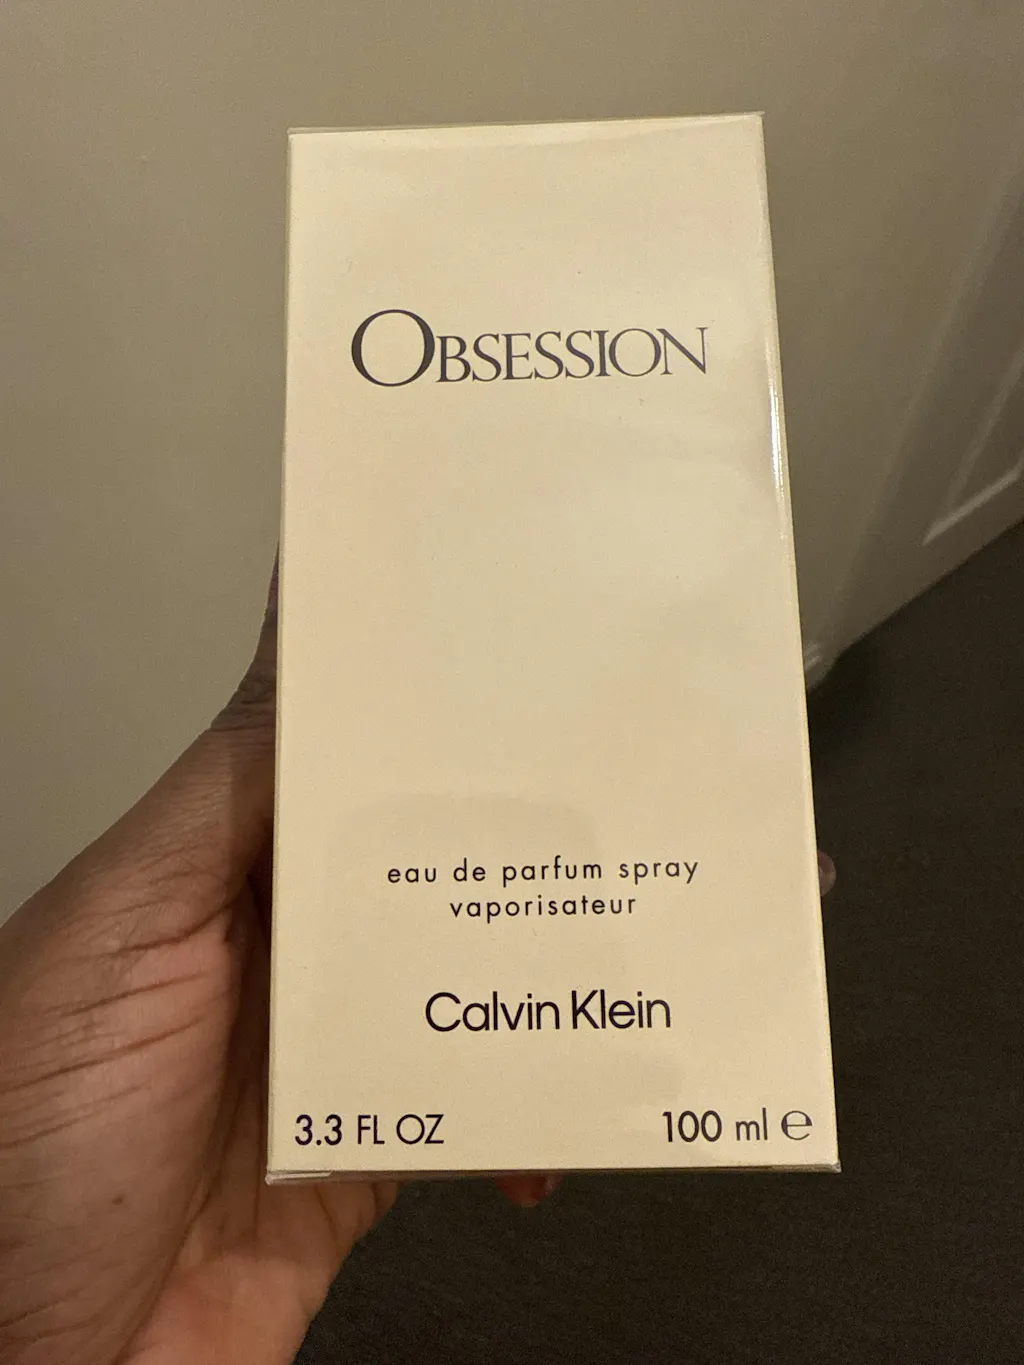 OBSESSION
eau de parfum spray
vaporisateur
Calvin Klein
3.3 FL OZ 100 ml ℮